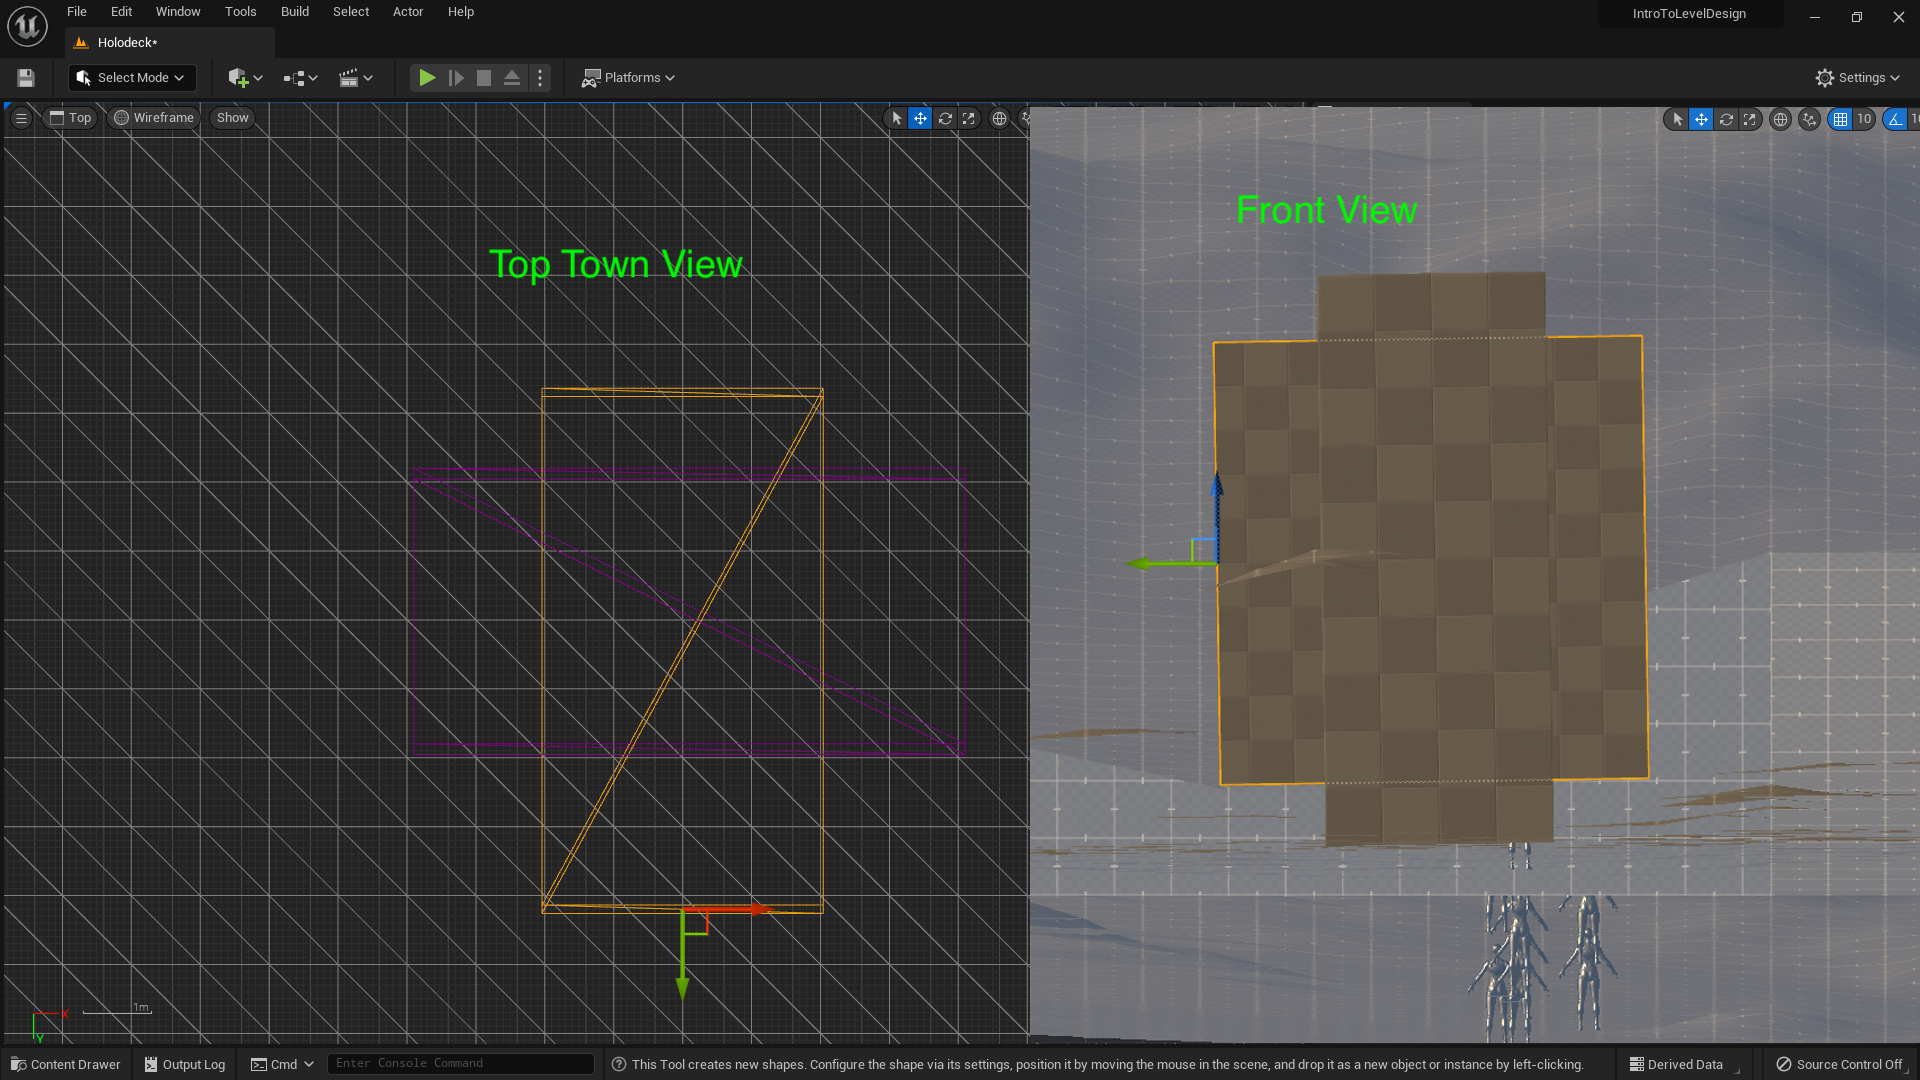 File Edit Window Tools Build Select Actor Help
IntroToLevelDesign
Holodeck*
Select Mode
Platforms
Settings
Top Wireframe Show
10 10
Front View
Top Town View
1m
X
Y
Content Drawer Output Log Cmd Enter Console Command This Tool creates new shapes. Configure the shape via its settings, position it by moving the mouse in the scene, and drop it as a new object or instance by left-clicking. Derived Data Source Control Off